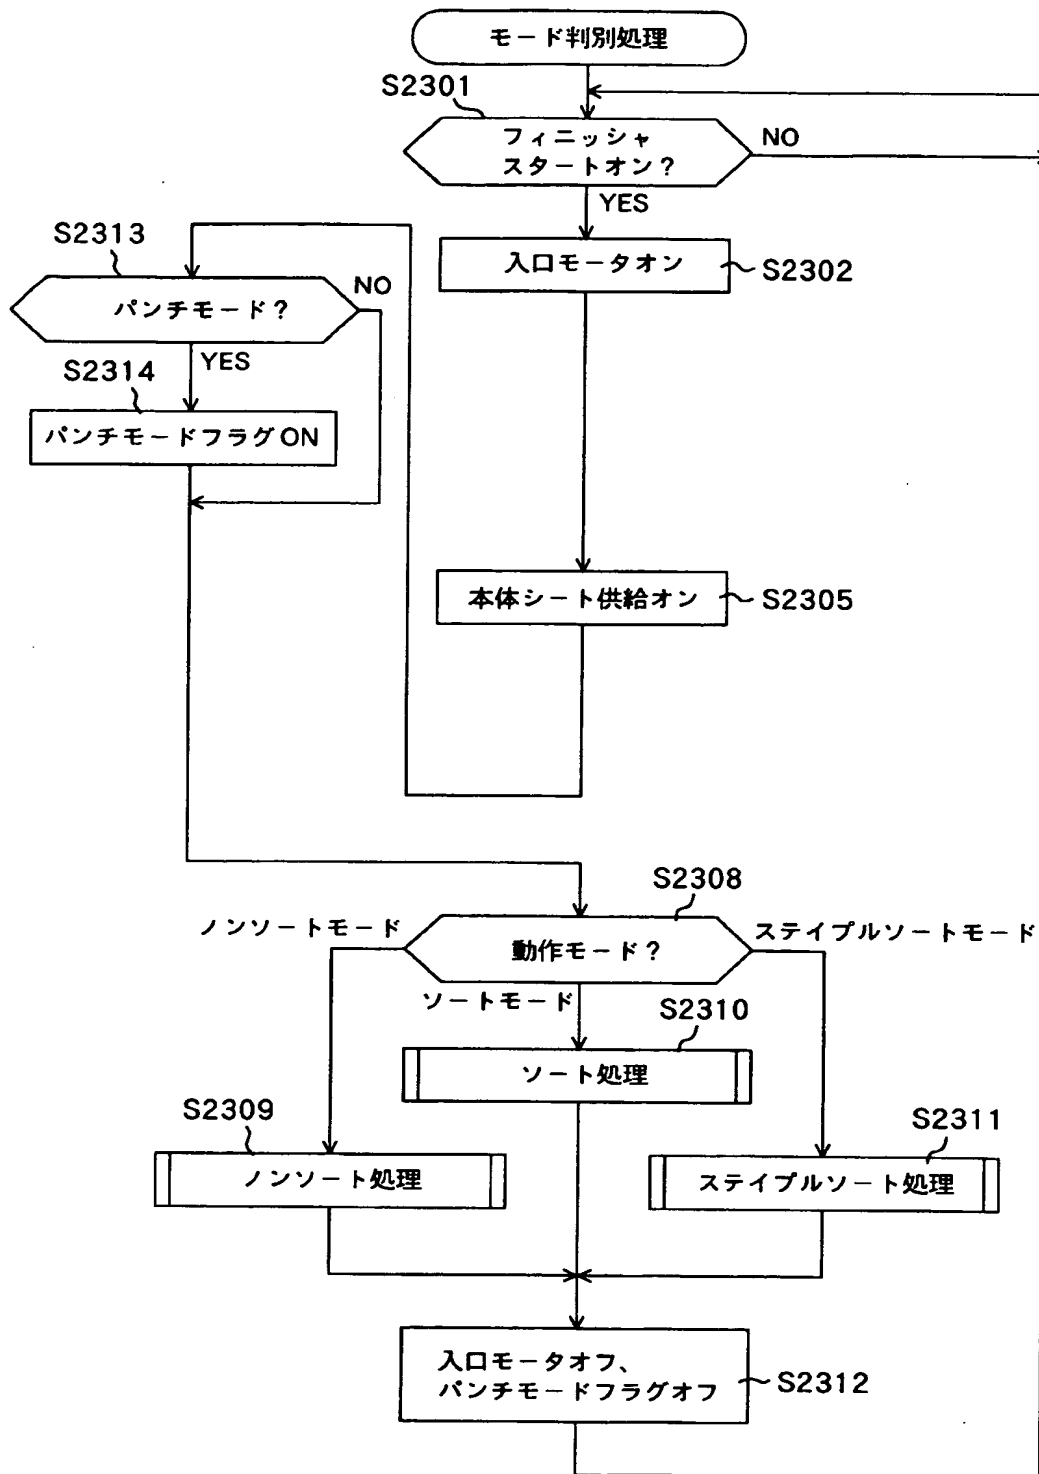 モード判別処理
S2301
フィニッシャ
スタートオン?
NO
YES
入口モータオン
S2302
S2313
パンチモード?
NO
YES
S2314
パンチモードフラグON
本体シート供給オン
S2305
S2308
ノンソートモード
動作モード?
ステイプルソートモード
ソートモード
S2310
ソート処理
S2309
ノンソート処理
S2311
ステイプルソート処理
入口モータオフ、
パンチモードフラグオフ
S2312